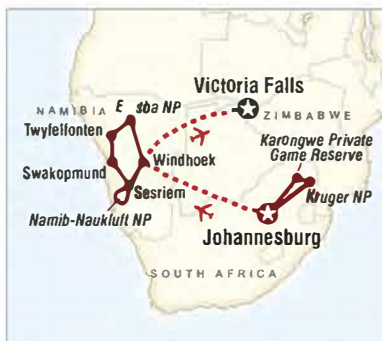 Victoria Falls
NAMIBIA
E sba NP
ZIMBABWE
Twyfelfonten
Karongwe Private
Game Reserve
Windhoek
Swakopmund
Sesriem
Kruger NP
Namib-Naukluft NP
Johannesburg
SOUTH AFRICA